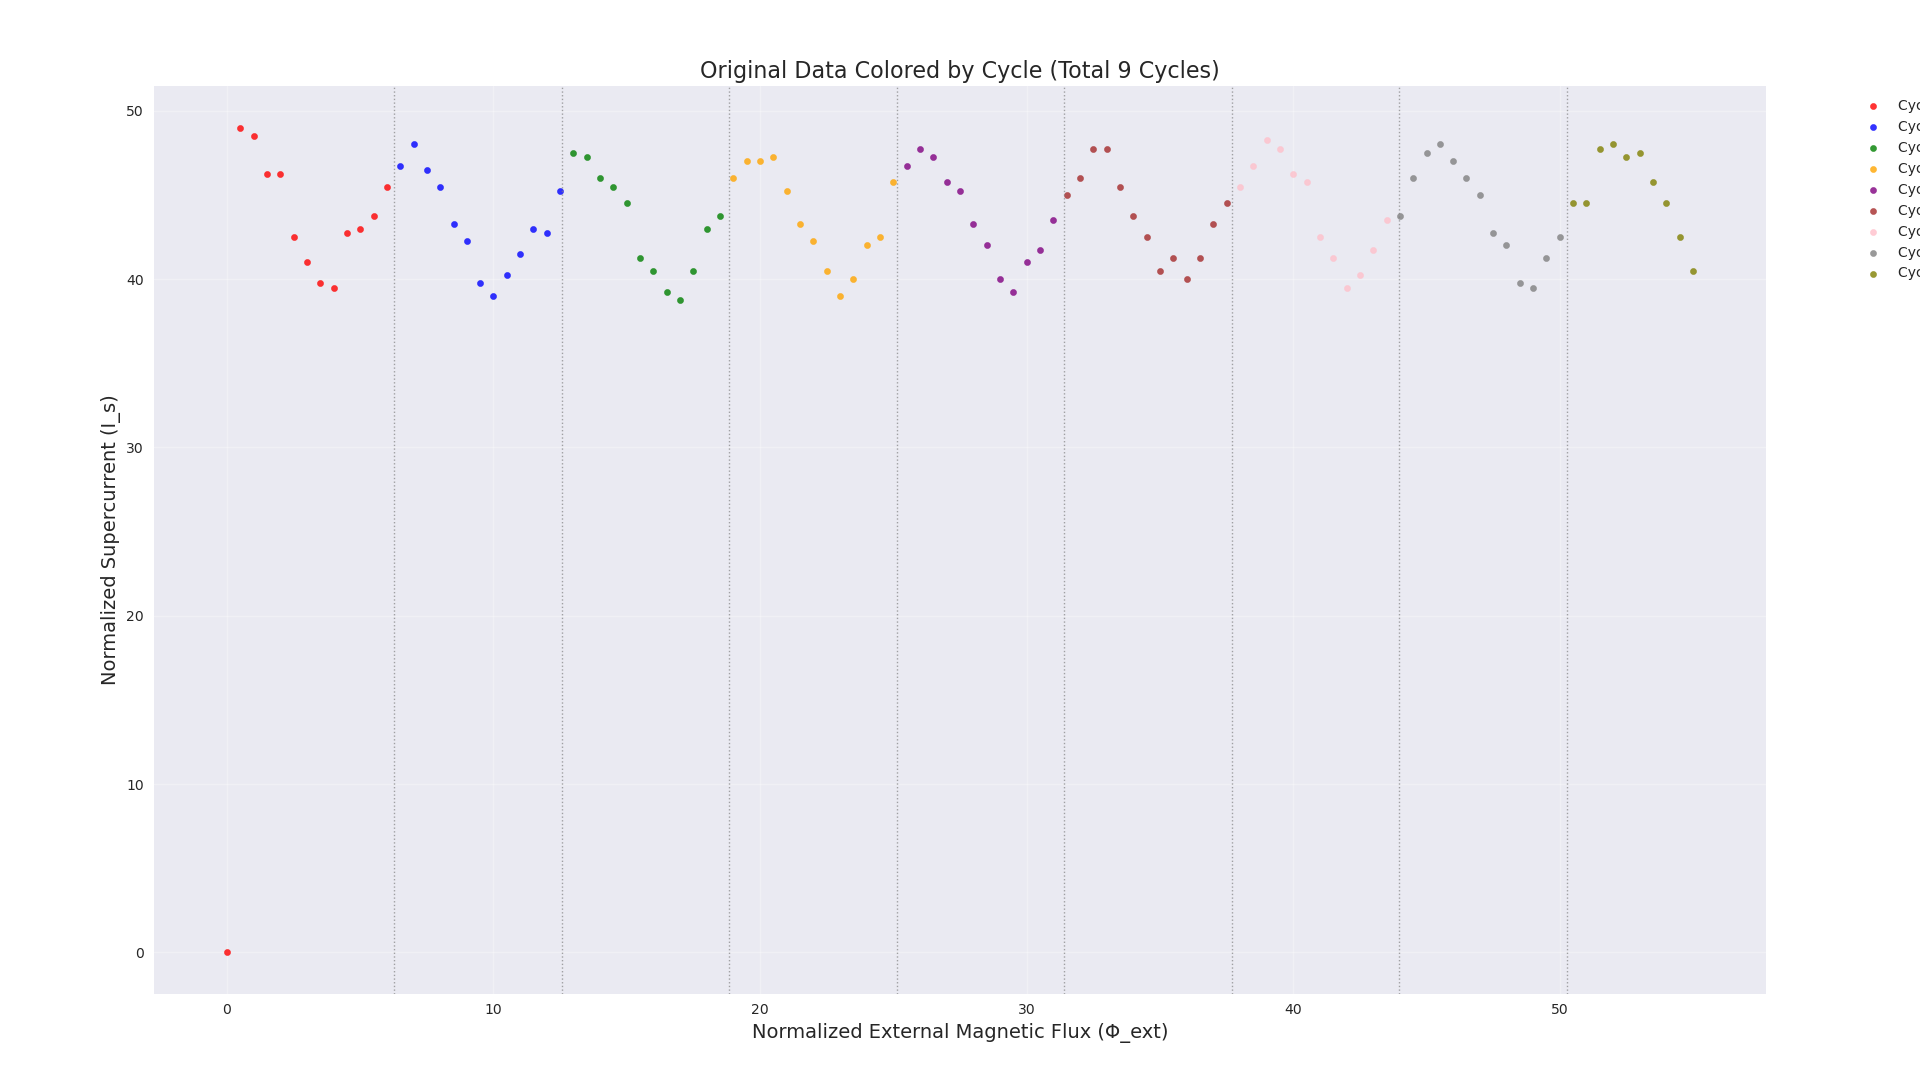 Original Data Colored by Cycle (Total 9 Cycles)
50
40
30
20
10
0
Normalized Supercurrent (I_s)
0 10 20 30 40 50
Normalized External Magnetic Flux (Φ_ext)
Cyc
Cyc
Cyc
Cyc
Cyc
Cyc
Cyc
Cyc
Cyc